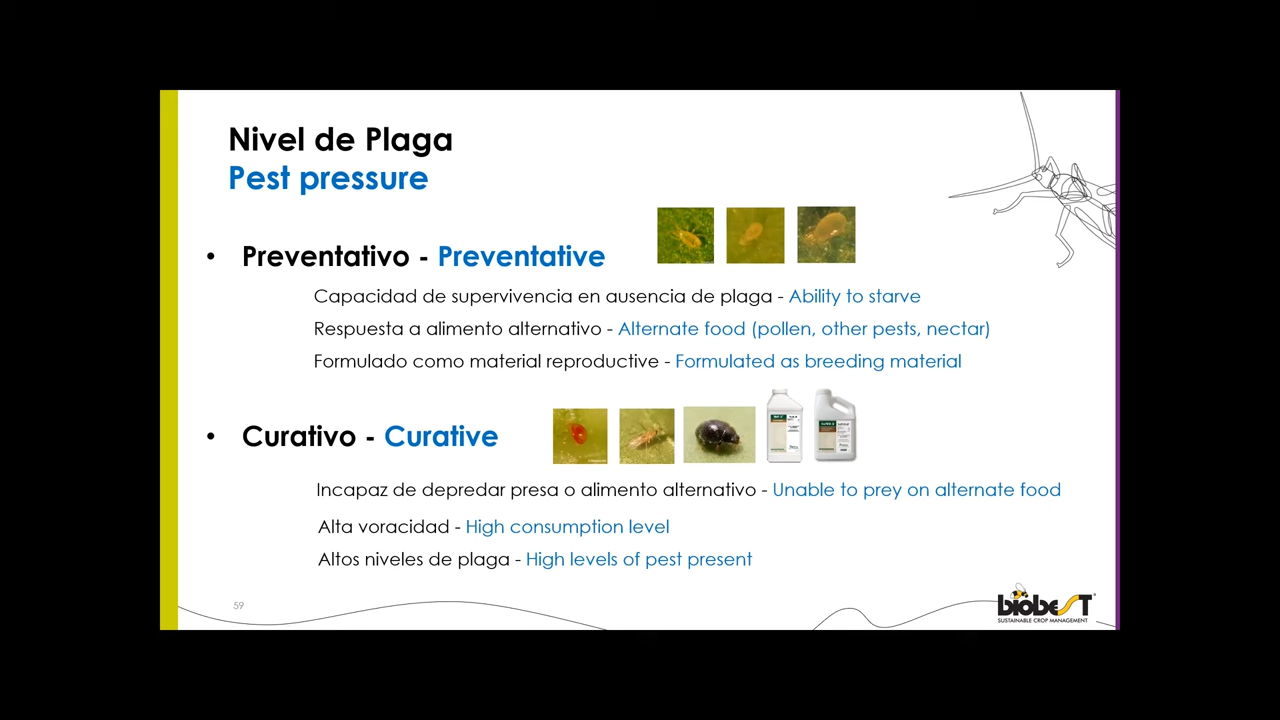 Nivel de Plaga
Pest pressure
• Preventativo - Preventative
Capacidad de supervivencia en ausencia de plaga - Ability to starve
Respuesta a alimento alternativo - Alternate food (pollen, other pests, nectar)
Formulado como material reproductive - Formulated as breeding material
• Curativo - Curative
Incapaz de depredar presa o alimento alternativo - Unable to prey on alternate food
Alta voracidad - High consumption level
Altos niveles de plaga - High levels of pest present
59
biobest®
SUSTAINABLE CROP MANAGEMENT